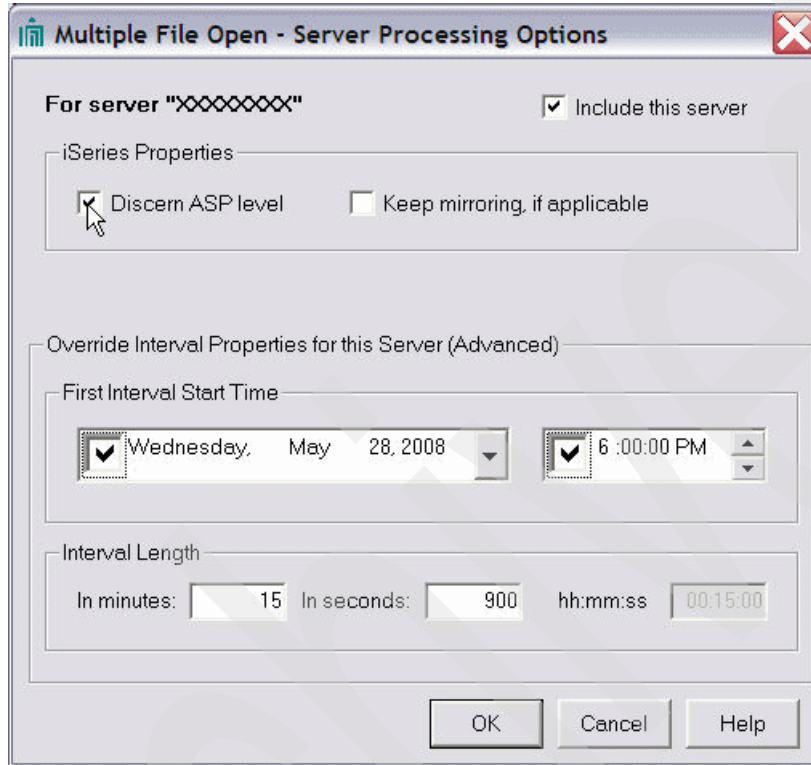 Multiple File Open - Server Processing Options
For server "XXXXXXXX"
Include this server
iSeries Properties
Discern ASP level
Keep mirroring, if applicable
Override Interval Properties for this Server (Advanced)
First Interval Start Time
Wednesday, May 28, 2008
6 :00:00 PM
Interval Length
In minutes: 15 In seconds: 900 hh:mm:ss 00:15:00
OK Cancel Help